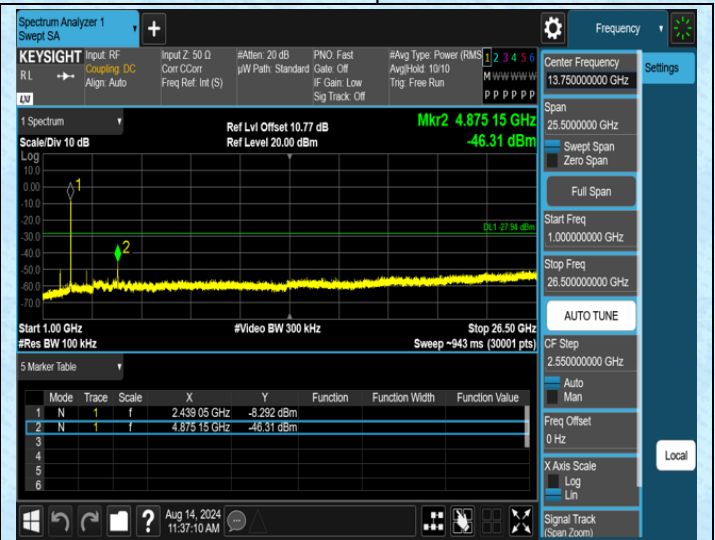 Spectrum Analyzer 1
Swept SA
+
Frequency
KEYSIGHT Input: RF
RL
Coupling: DC
Align: Auto
LXI
Input Z: 50 Ω
Corr CCorr
Freq Ref: Int (S)
#Atten: 20 dB
µW Path: Standard
PNO: Fast
Gate: Off
IF Gain: Low
Sig Track: Off
#Avg Type: Power (RMS)
Avg|Hold: 10/10
Trig: Free Run
1 2 3 4 5 6
M W W W W W
P P P P P P
1 Spectrum
Scale/Div 10 dB
Ref Lvl Offset 10.77 dB
Ref Level 20.00 dBm
Mkr2 4.875 15 GHz
-46.31 dBm
Log
10.0
0.00
-10.0
-20.0
-30.0
-40.0
-50.0
-60.0
-70.0
1
2
DL1 -27.94 dBm
Start 1.00 GHz
#Res BW 100 kHz
#Video BW 300 kHz
Stop 26.50 GHz
Sweep ~943 ms (30001 pts)
5 Marker Table
Mode Trace Scale X Y Function Function Width Function Value
1 N 1 f 2.439 05 GHz -8.292 dBm
2 N 1 f 4.875 15 GHz -46.31 dBm
3
4
5
6
?
Aug 14, 2024
11:37:10 AM
Center Frequency
13.750000000 GHz
Settings
Span
25.5000000 GHz
Swept Span
Zero Span
Full Span
Start Freq
1.000000000 GHz
Stop Freq
26.500000000 GHz
AUTO TUNE
CF Step
2.550000000 GHz
Auto
Man
Freq Offset
0 Hz
X Axis Scale
Log
Lin
Local
Signal Track
(Span Zoom)